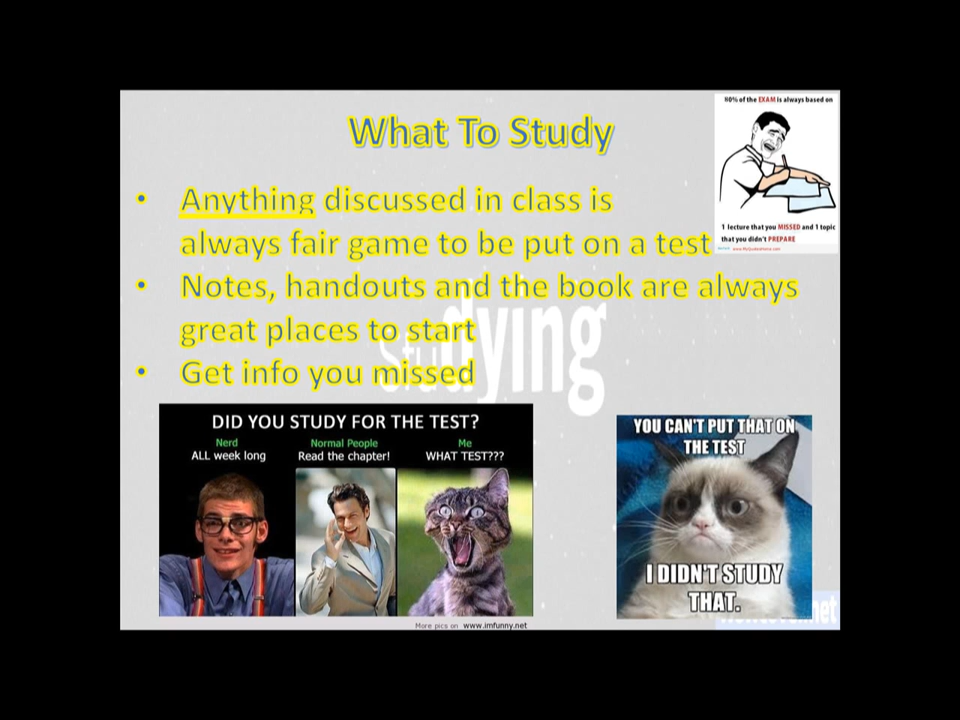 What To Study
80% of the EXAM is always based on
1 lecture that you MISSED and 1 topic
that you didn't PREPARE
• Anything discussed in class is
always fair game to be put on a test
• Notes, handouts and the book are always
great places to start
• Get info you missed
Studying
DID YOU STUDY FOR THE TEST?
Nerd
ALL week long
Normal People
Read the chapter!
Me
WHAT TEST???
More pics on www.imfunny.net
YOU CAN'T PUT THAT ON
THE TEST
I DIDN'T STUDY
THAT.